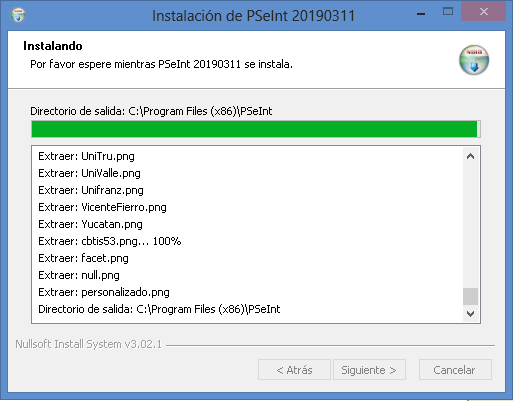 Instalación de PSeInt 20190311
Instalando
Por favor espere mientras PSeInt 20190311 se instala.
Directorio de salida: C:\Program Files (x86)\PSeInt
Extraer: UniTru.png
Extraer: UniValle.png
Extraer: Unifranz.png
Extraer: VicenteFierro.png
Extraer: Yucatan.png
Extraer: cbtis53.png... 100%
Extraer: facet.png
Extraer: null.png
Extraer: personalizado.png
Directorio de salida: C:\Program Files (x86)\PSeInt
Nullsoft Install System v3.02.1
< Atrás
Siguiente >
Cancelar